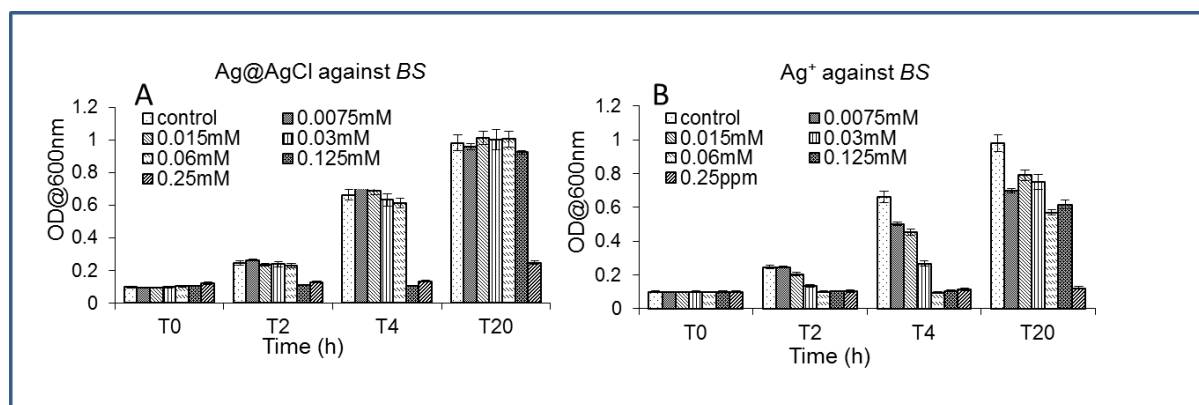 Ag@AgCl against BS
A
control 0.0075mM
0.015mM 0.03mM
0.06mM 0.125mM
0.25mM
OD@600nm
1.2
1
0.8
0.6
0.4
0.2
0
T0 T2 T4 T20
Time (h)
Ag⁺ against BS
B
control 0.0075mM
0.015mM 0.03mM
0.06mM 0.125mM
0.25ppm
OD@600nm
1.2
1
0.8
0.6
0.4
0.2
0
T0 T2 T4 T20
Time (h)